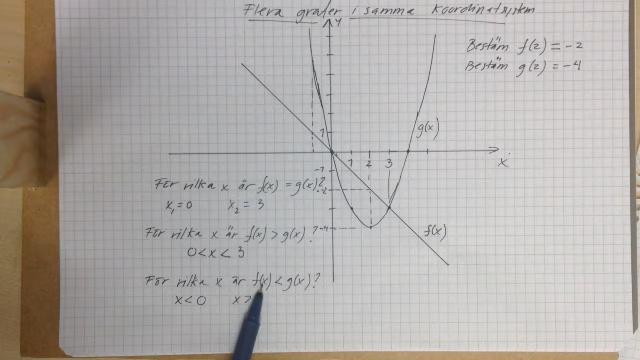 Flera grafer i samma koordinatsystem
Bestäm f(2) = -2
Bestäm g(2) = -4
y
g(x)
1
1 2 3
x
-1
-2
-4
f(x)
För vilka x är f(x) = g(x)?
x₁=0 x₂ = 3
För vilka x är f(x) > g(x)?
0<x< 3
För vilka x är f(x) < g(x)?
x<0 x>